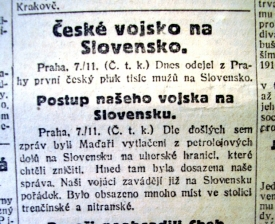 Krakově.
České vojsko na
Slovensko.
Praha, 7./11. (Č. t. k.) Dnes odejel z Pra-
hy první český pluk tisíc mužů na Slovensko.
Postup našeho vojska na
Slovensku.
Praha, 7./11. (Č. t. k.) Dle došlých sem
zpráv byli Maďaři vytlačeni z petrolejových
dolů na Slovensku na uhorské hranici, které
chtěli zničiti. Hned tam byla dosazena naše
správa. Naši vojáci zavádějí již na Slovensku
pořádek. Bylo obsazeno mnoho míst ve stolici
trenčínské a nitranské.